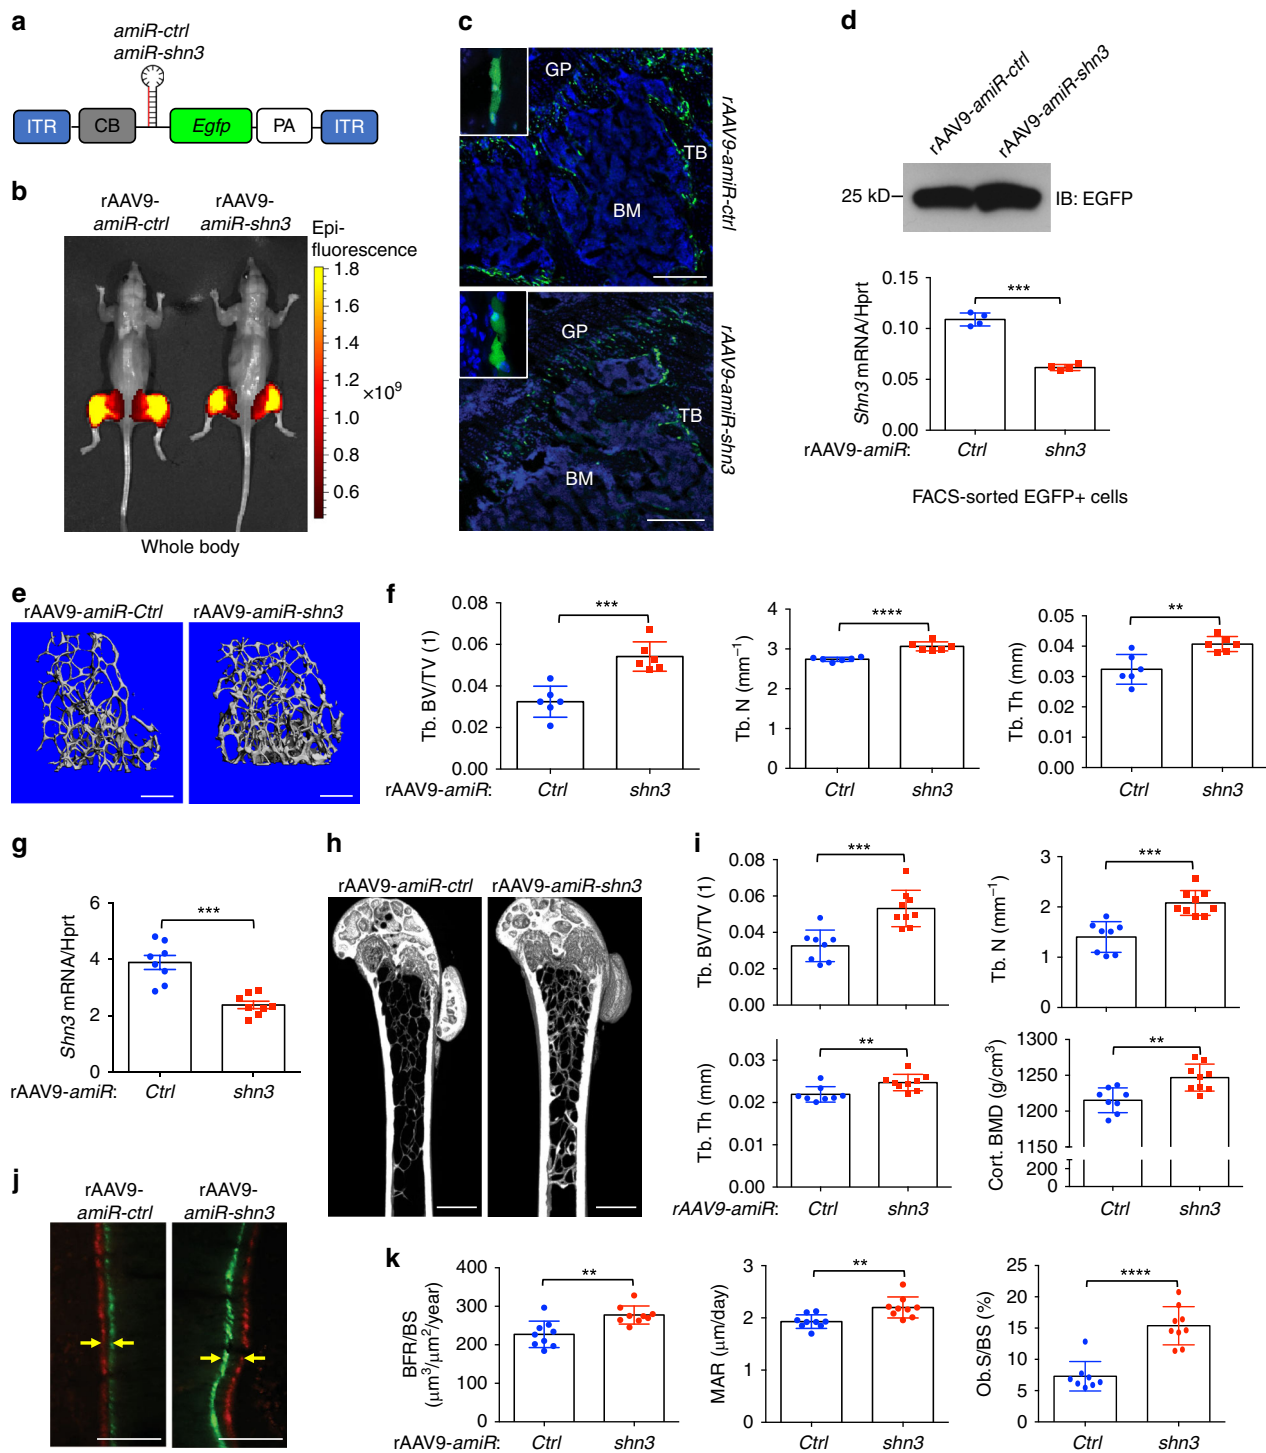 a
amiR-ctrl
amiR-shn3
ITR CB Egfp PA ITR
b
rAAV9-
amiR-ctrl
rAAV9-
amiR-shn3
Epi-
fluorescence
1.8
1.6
1.4
1.2
×10⁹
1.0
0.8
0.6
Whole body
c
GP
TB
BM
rAAV9-amiR-ctrl
GP
TB
BM
rAAV9-amiR-shn3
d
rAAV9-amiR-ctrl
rAAV9-amiR-shn3
25 kD
IB: EGFP
Shn3 mRNA/Hprt
0.15
0.10
0.05
0.00
***
rAAV9-amiR: Ctrl shn3
FACS-sorted EGFP+ cells
e
rAAV9-amiR-Ctrl rAAV9-amiR-shn3
f
Tb. BV/TV (1)
0.08
0.06
0.04
0.02
0.00
***
rAAV9-amiR: Ctrl shn3
Tb. N (mm⁻¹)
4
3
2
1
0
****
Ctrl shn3
Tb. Th (mm)
0.05
0.04
0.03
0.02
0.01
0.00
**
Ctrl shn3
g
Shn3 mRNA/Hprt
6
4
2
0
***
rAAV9-amiR: Ctrl shn3
h
rAAV9-amiR-ctrl rAAV9-amiR-shn3
i
Tb. BV/TV (1)
0.08
0.06
0.04
0.02
0.00
***
Tb. N (mm⁻¹)
3
2
1
0
***
Tb. Th (mm)
0.03
0.02
0.01
0.00
**
rAAV9-amiR: Ctrl shn3
Cort. BMD (g/cm³)
1300
1250
1200
1150
200
0
**
Ctrl shn3
j
rAAV9-
amiR-ctrl
rAAV9-
amiR-shn3
k
BFR/BS
(μm³/μm²/year)
400
300
200
100
0
**
rAAV9-amiR: Ctrl shn3
MAR (μm/day)
3
2
1
0
**
Ctrl shn3
Ob.S/BS (%)
25
20
15
10
5
0
****
Ctrl shn3